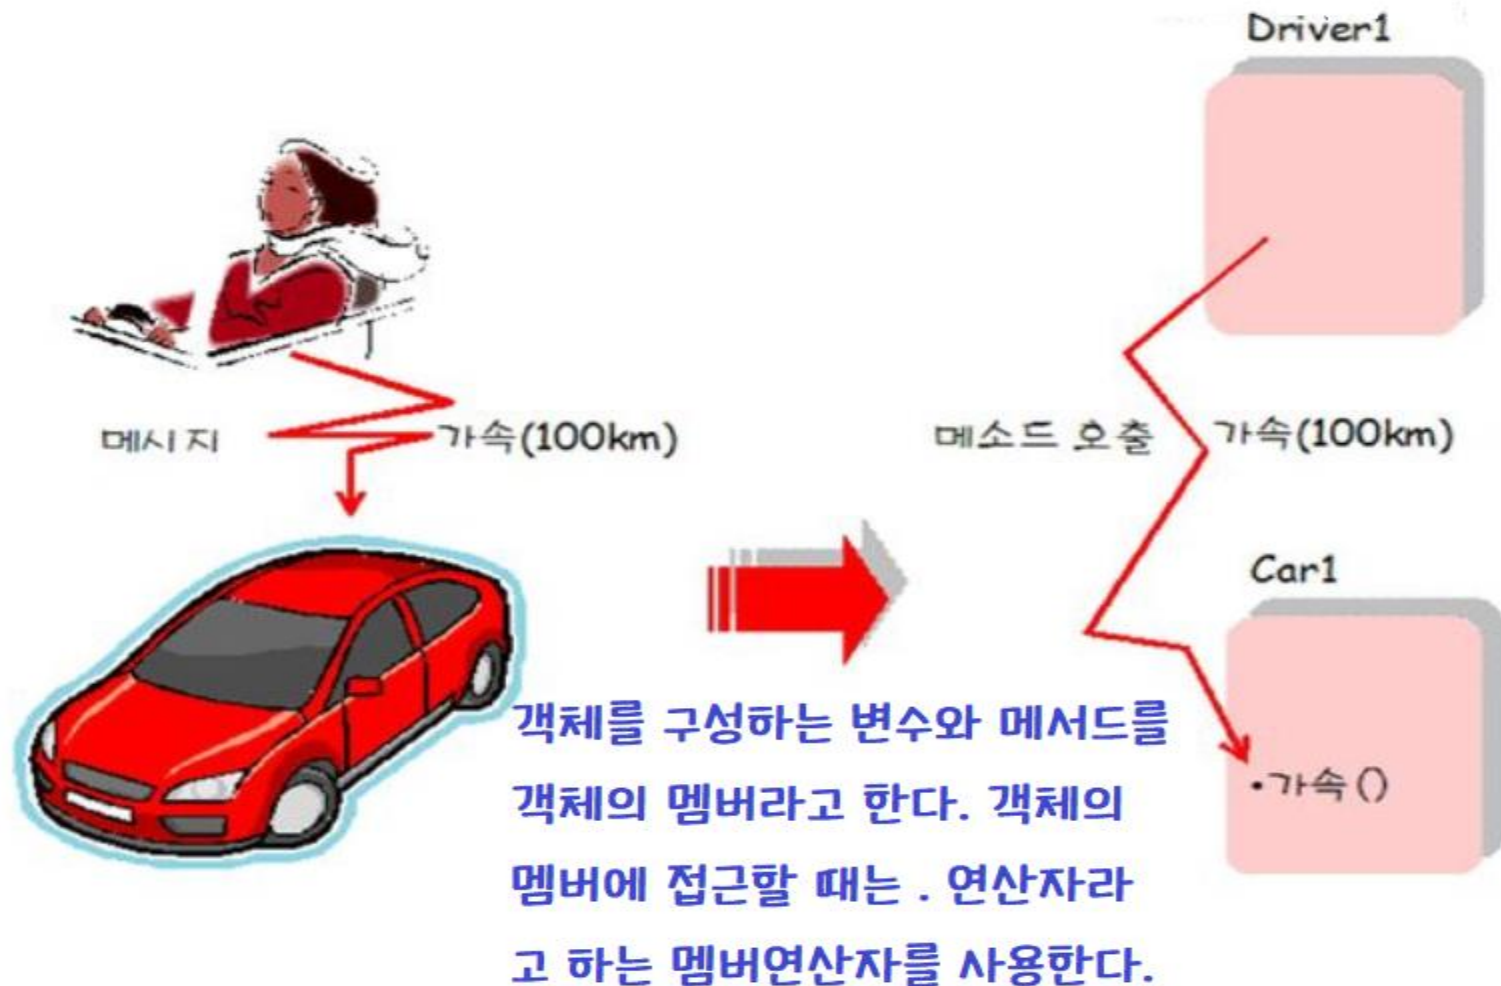 Driver1
메시지
가속(100km)
메소드 호출
가속(100km)
Car1
•가속()
객체를 구성하는 변수와 메서드를
객체의 멤버라고 한다. 객체의
멤버에 접근할 때는 . 연산자라
고 하는 멤버연산자를 사용한다.